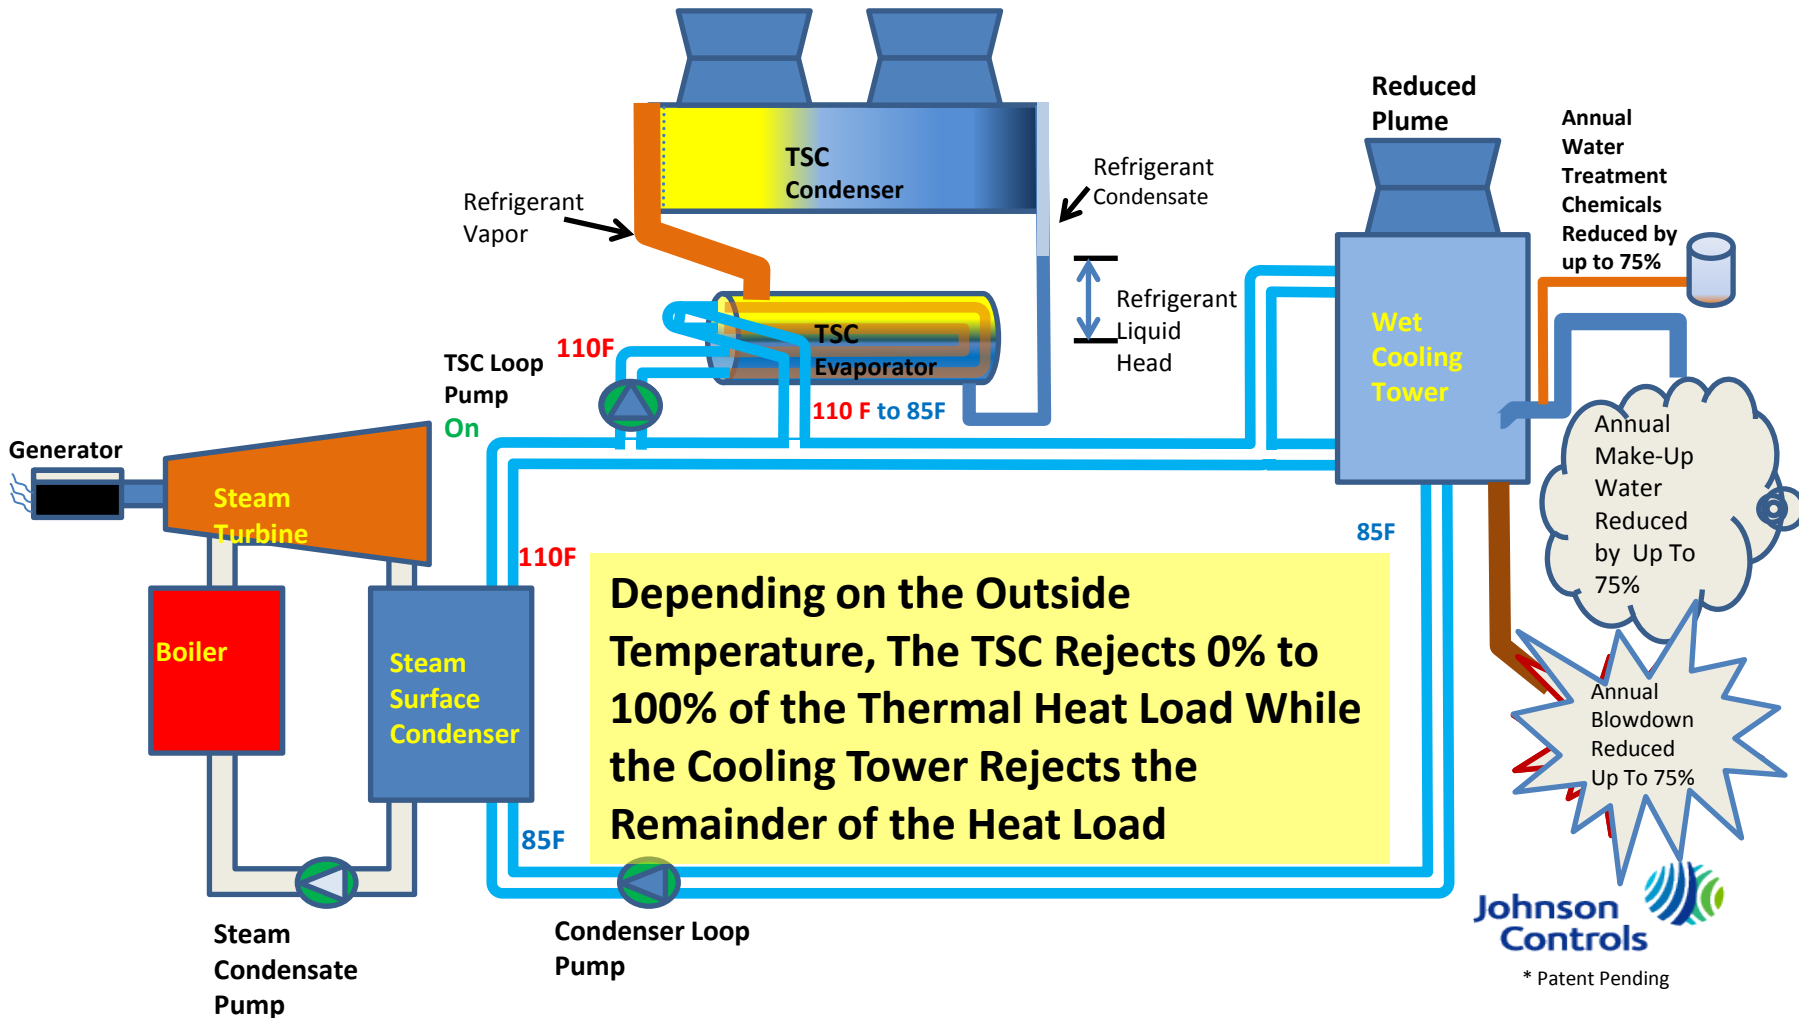 TSC
Condenser
Refrigerant
Vapor
Refrigerant
Condensate
Reduced
Plume
Annual
Water
Treatment
Chemicals
Reduced by
up to 75%
Refrigerant
Liquid
Head
TSC
Evaporator
110F
110 F to 85F
TSC Loop
Pump
On
Wet
Cooling
Tower
Generator
Steam
Turbine
Annual
Make-Up
Water
Reduced
by Up To
75%
110F
85F
Boiler
Steam
Surface
Condenser
Depending on the Outside
Temperature, The TSC Rejects 0% to
100% of the Thermal Heat Load While
the Cooling Tower Rejects the
Remainder of the Heat Load
Annual
Blowdown
Reduced
Up To 75%
85F
Steam
Condensate
Pump
Condenser Loop
Pump
Johnson
Controls
* Patent Pending